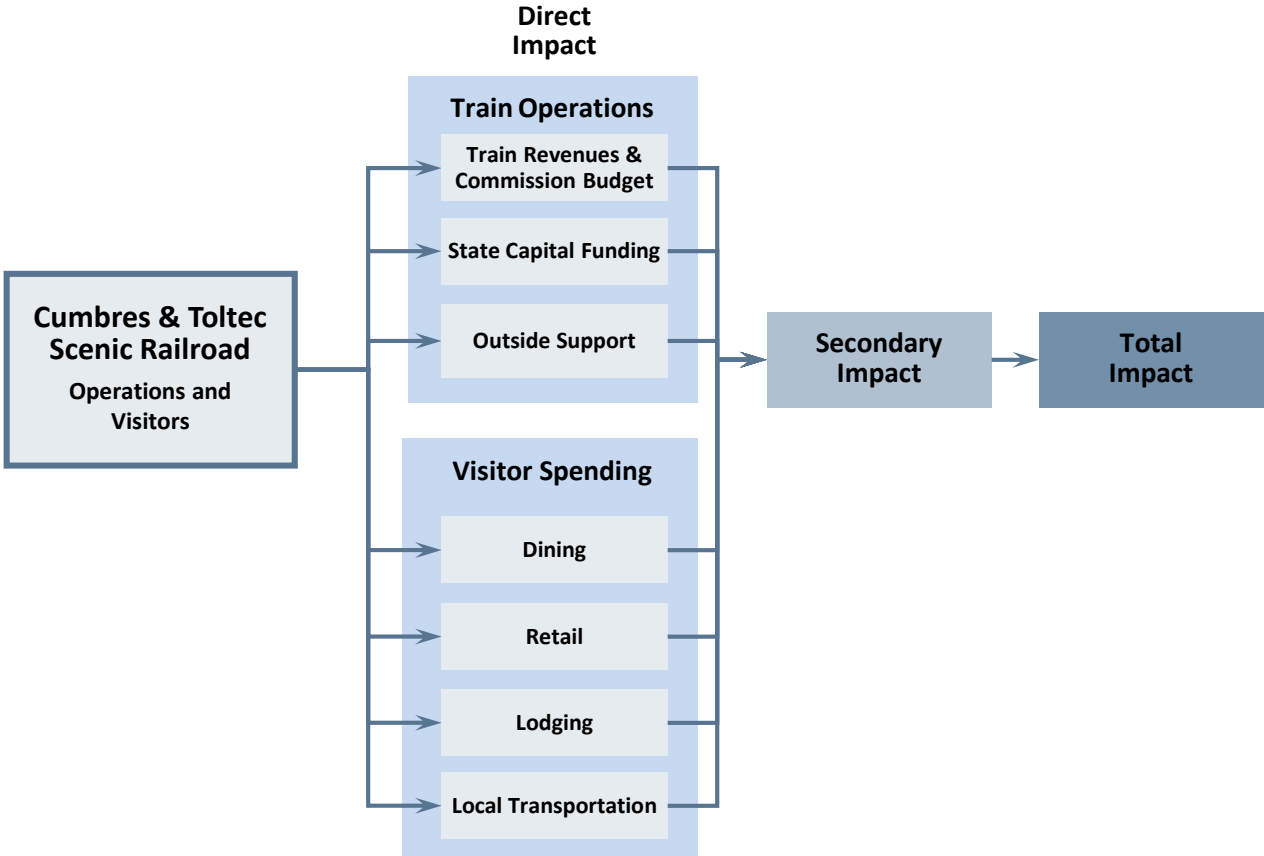 Direct
Impact
Train Operations
Train Revenues &
Commission Budget
State Capital Funding
Outside Support
Cumbres & Toltec
Scenic Railroad
Operations and
Visitors
Visitor Spending
Dining
Retail
Lodging
Local Transportation
Secondary
Impact
Total
Impact